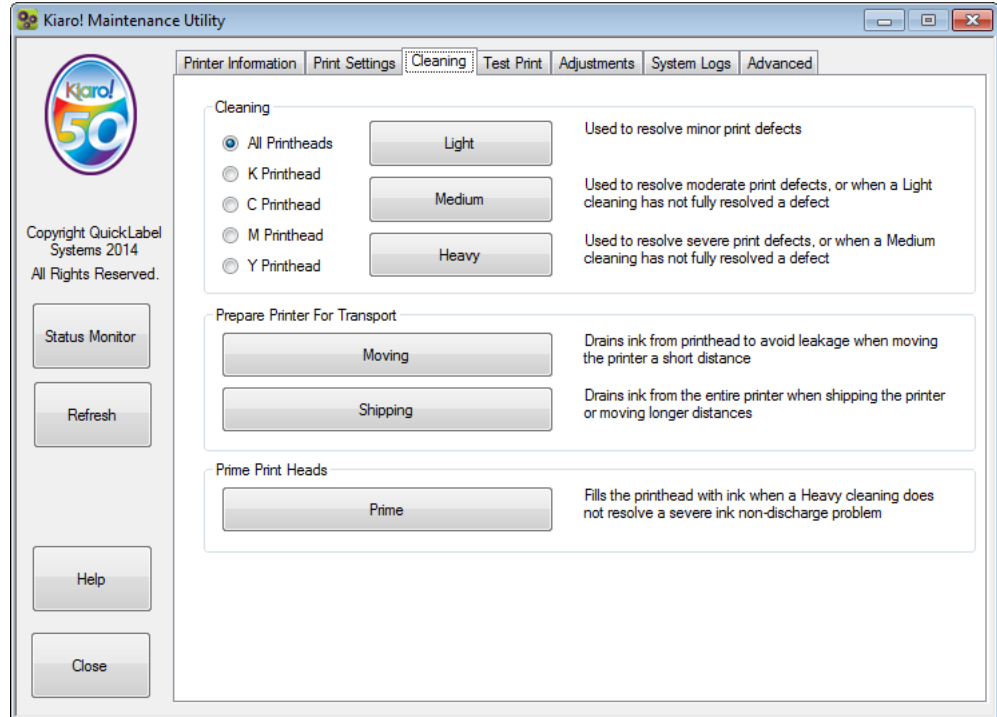 Kiaro! Maintenance Utility
Printer Information Print Settings Cleaning Test Print Adjustments System Logs Advanced
Kiaro!
50
Copyright QuickLabel
Systems 2014
All Rights Reserved.
Status Monitor
Refresh
Help
Close
Cleaning
All Printheads
K Printhead
C Printhead
M Printhead
Y Printhead
Light
Used to resolve minor print defects
Medium
Used to resolve moderate print defects, or when a Light
cleaning has not fully resolved a defect
Heavy
Used to resolve severe print defects, or when a Medium
cleaning has not fully resolved a defect
Prepare Printer For Transport
Moving
Drains ink from printhead to avoid leakage when moving
the printer a short distance
Shipping
Drains ink from the entire printer when shipping the printer
or moving longer distances
Prime Print Heads
Prime
Fills the printhead with ink when a Heavy cleaning does
not resolve a severe ink non-discharge problem